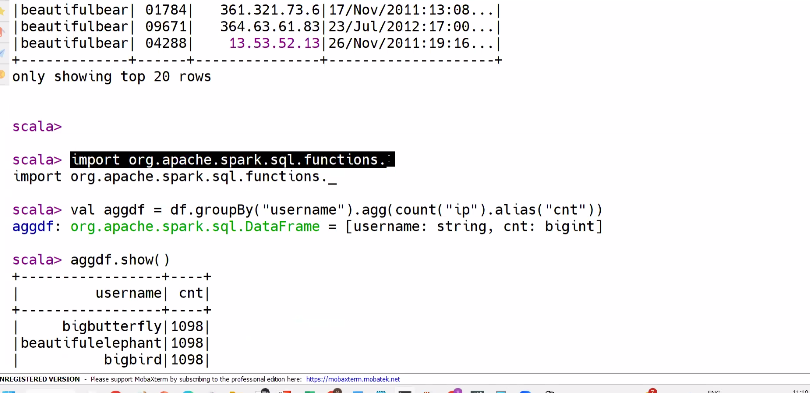 |beautifulbear| 01784|   361.321.73.6|17/Nov/2011:13:08...|
|beautifulbear| 09671|   364.63.61.83|23/Jul/2012:17:00...|
|beautifulbear| 04288|    13.53.52.13|26/Nov/2011:19:16...|
+-------------+------+---------------+--------------------+
only showing top 20 rows
scala>
scala> import org.apache.spark.sql.functions._
import org.apache.spark.sql.functions._
scala> val aggdf = df.groupBy("username").agg(count("ip").alias("cnt"))
aggdf: org.apache.spark.sql.DataFrame = [username: string, cnt: bigint]
scala> aggdf.show()
+-----------------+----+
|         username| cnt|
+-----------------+----+
|     bigbutterfly|1098|
|beautifulelephant|1098|
|          bigbird|1098|
NREGISTERED VERSION - Please support MobaXterm by subscribing to the professional edition here: https://mobaxterm.mobatek.net